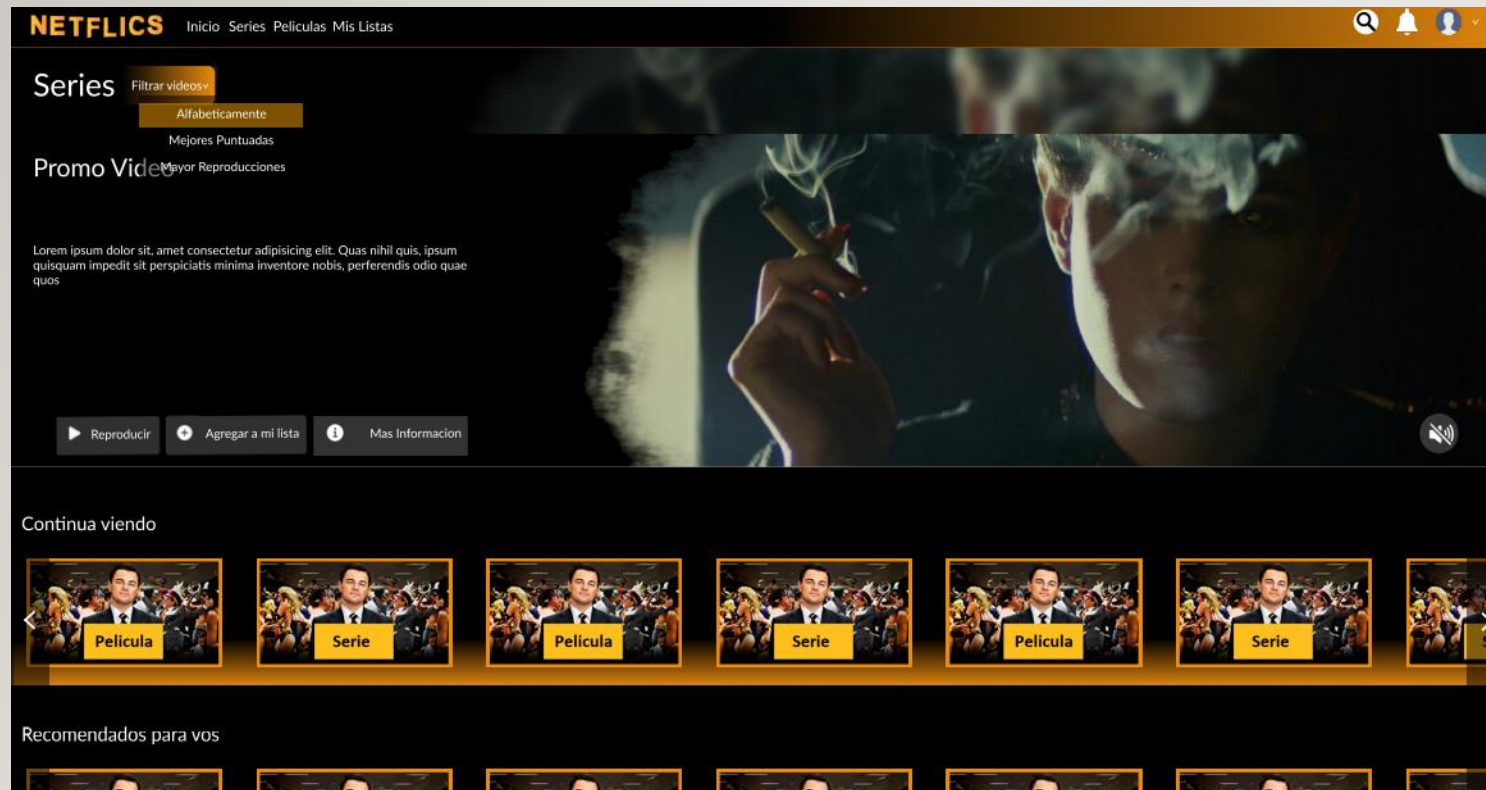 NETFLICS Inicio Series Peliculas Mis Listas
Series Filtrar videos
Alfabeticamente
Mejores Puntuadas
Promo Video Mayor Reproducciones
Lorem ipsum dolor sit, amet consectetur adipisicing elit. Quas nihil quis, ipsum
quisquam impedit sit perspiciatis minima inventore nobis, perferendis odio quae
quos
Reproducir Agregar a mi lista Mas Informacion
Continua viendo
Pelicula Serie Pelicula Serie Pelicula Serie
Recomendados para vos